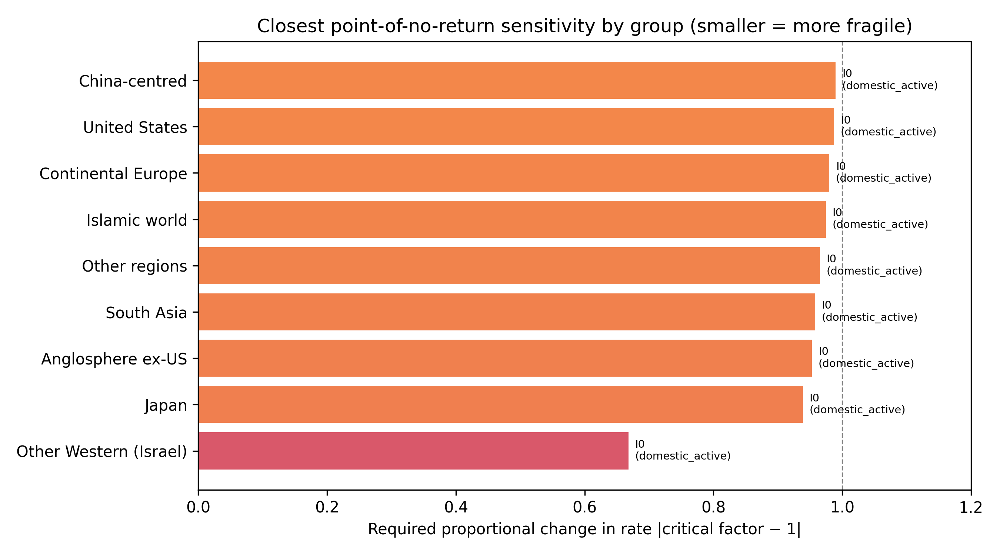 Closest point-of-no-return sensitivity by group (smaller = more fragile)
China-centred
I0
(domestic_active)
United States
I0
(domestic_active)
Continental Europe
I0
(domestic_active)
Islamic world
I0
(domestic_active)
Other regions
I0
(domestic_active)
South Asia
I0
(domestic_active)
Anglosphere ex-US
I0
(domestic_active)
Japan
I0
(domestic_active)
Other Western (Israel)
I0
(domestic_active)
0.0 0.2 0.4 0.6 0.8 1.0 1.2
Required proportional change in rate |critical factor − 1|